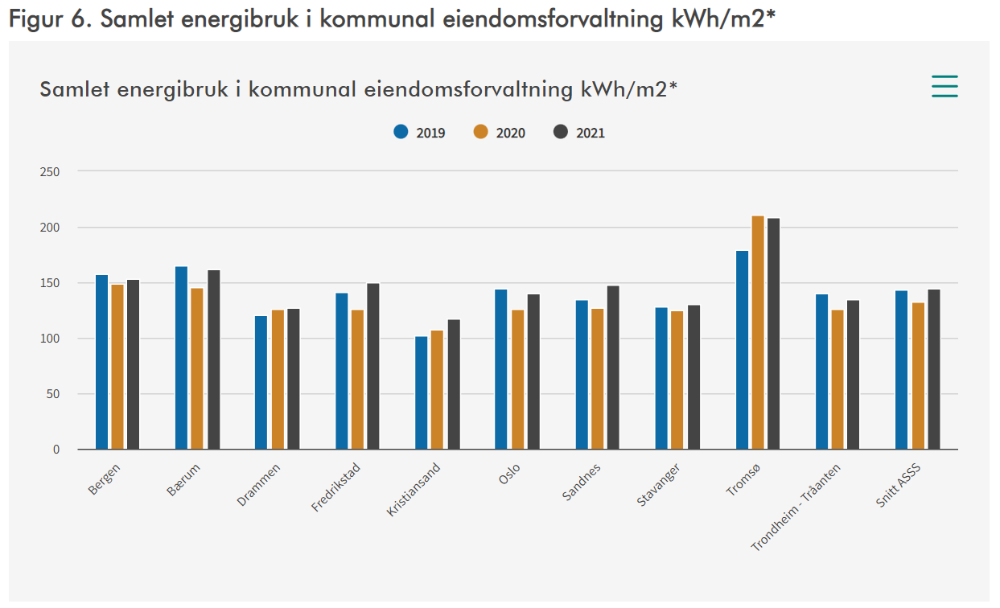 Figur 6. Samlet energibruk i kommunal eiendomsforvaltning kWh/m2*
Samlet energibruk i kommunal eiendomsforvaltning kWh/m2*
2019 2020 2021
250
200
150
100
50
0
Bergen
Bærum
Drammen
Fredrikstad
Kristiansand
Oslo
Sandnes
Stavanger
Tromsø
Trondheim - Tråanten
Snitt ASSS